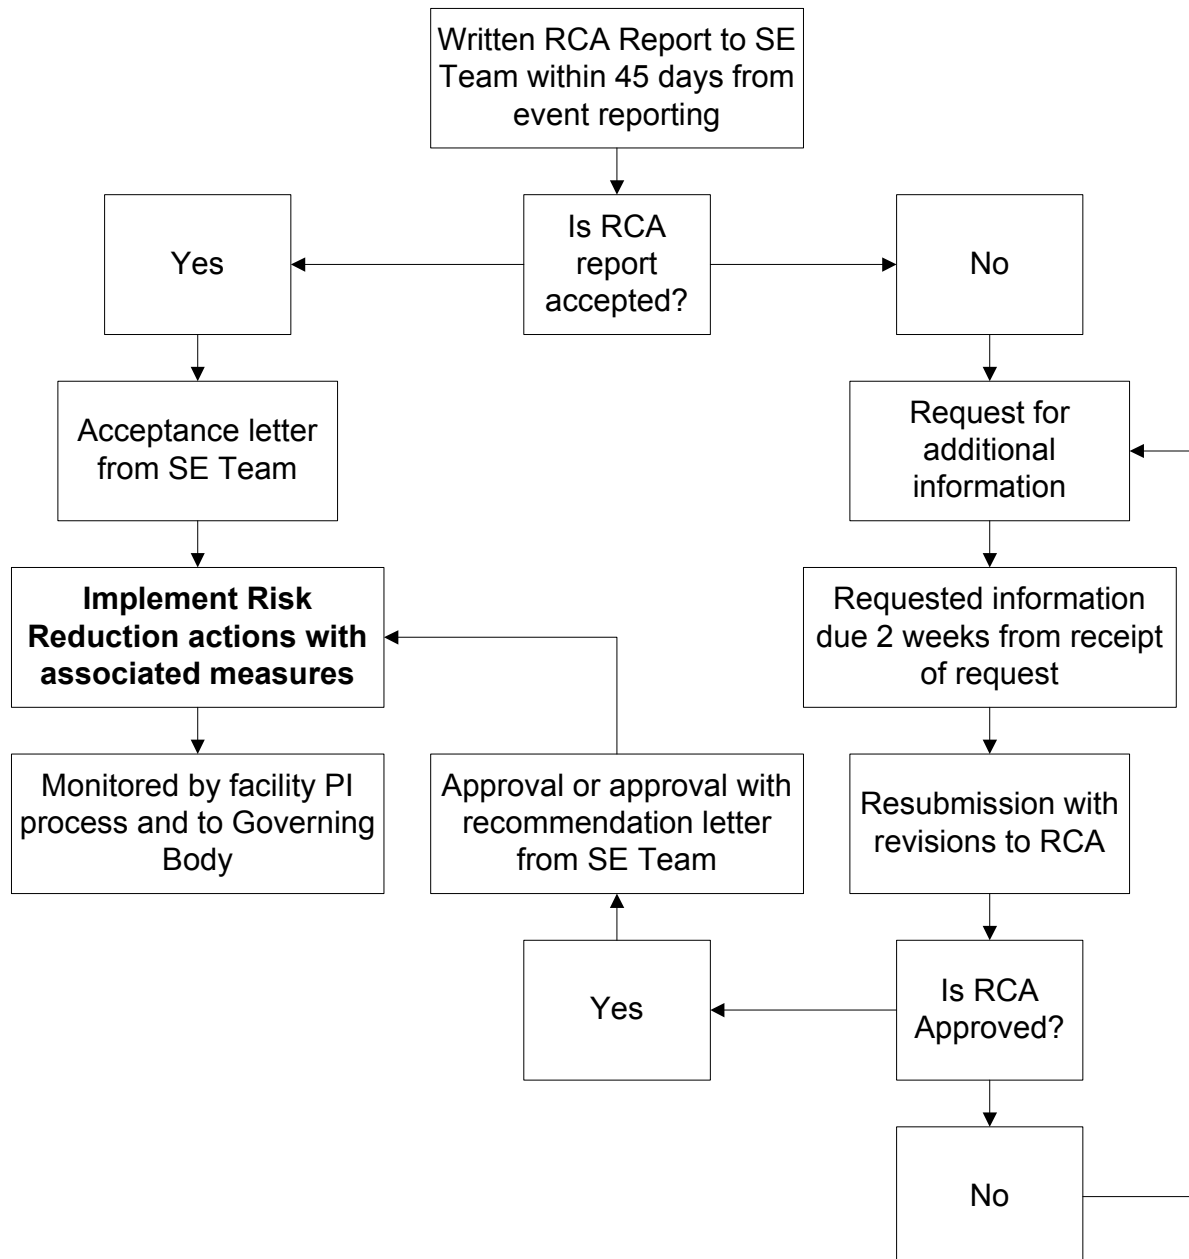 Written RCA Report to SE
Team within 45 days from
event reporting
Yes
Is RCA
report
accepted?
No
Acceptance letter
from SE Team
Request for
additional
information
Implement Risk
Reduction actions with
associated measures
Requested information
due 2 weeks from receipt
of request
Monitored by facility PI
process and to Governing
Body
Approval or approval with
recommendation letter
from SE Team
Resubmission with
revisions to RCA
Yes
Is RCA
Approved?
No